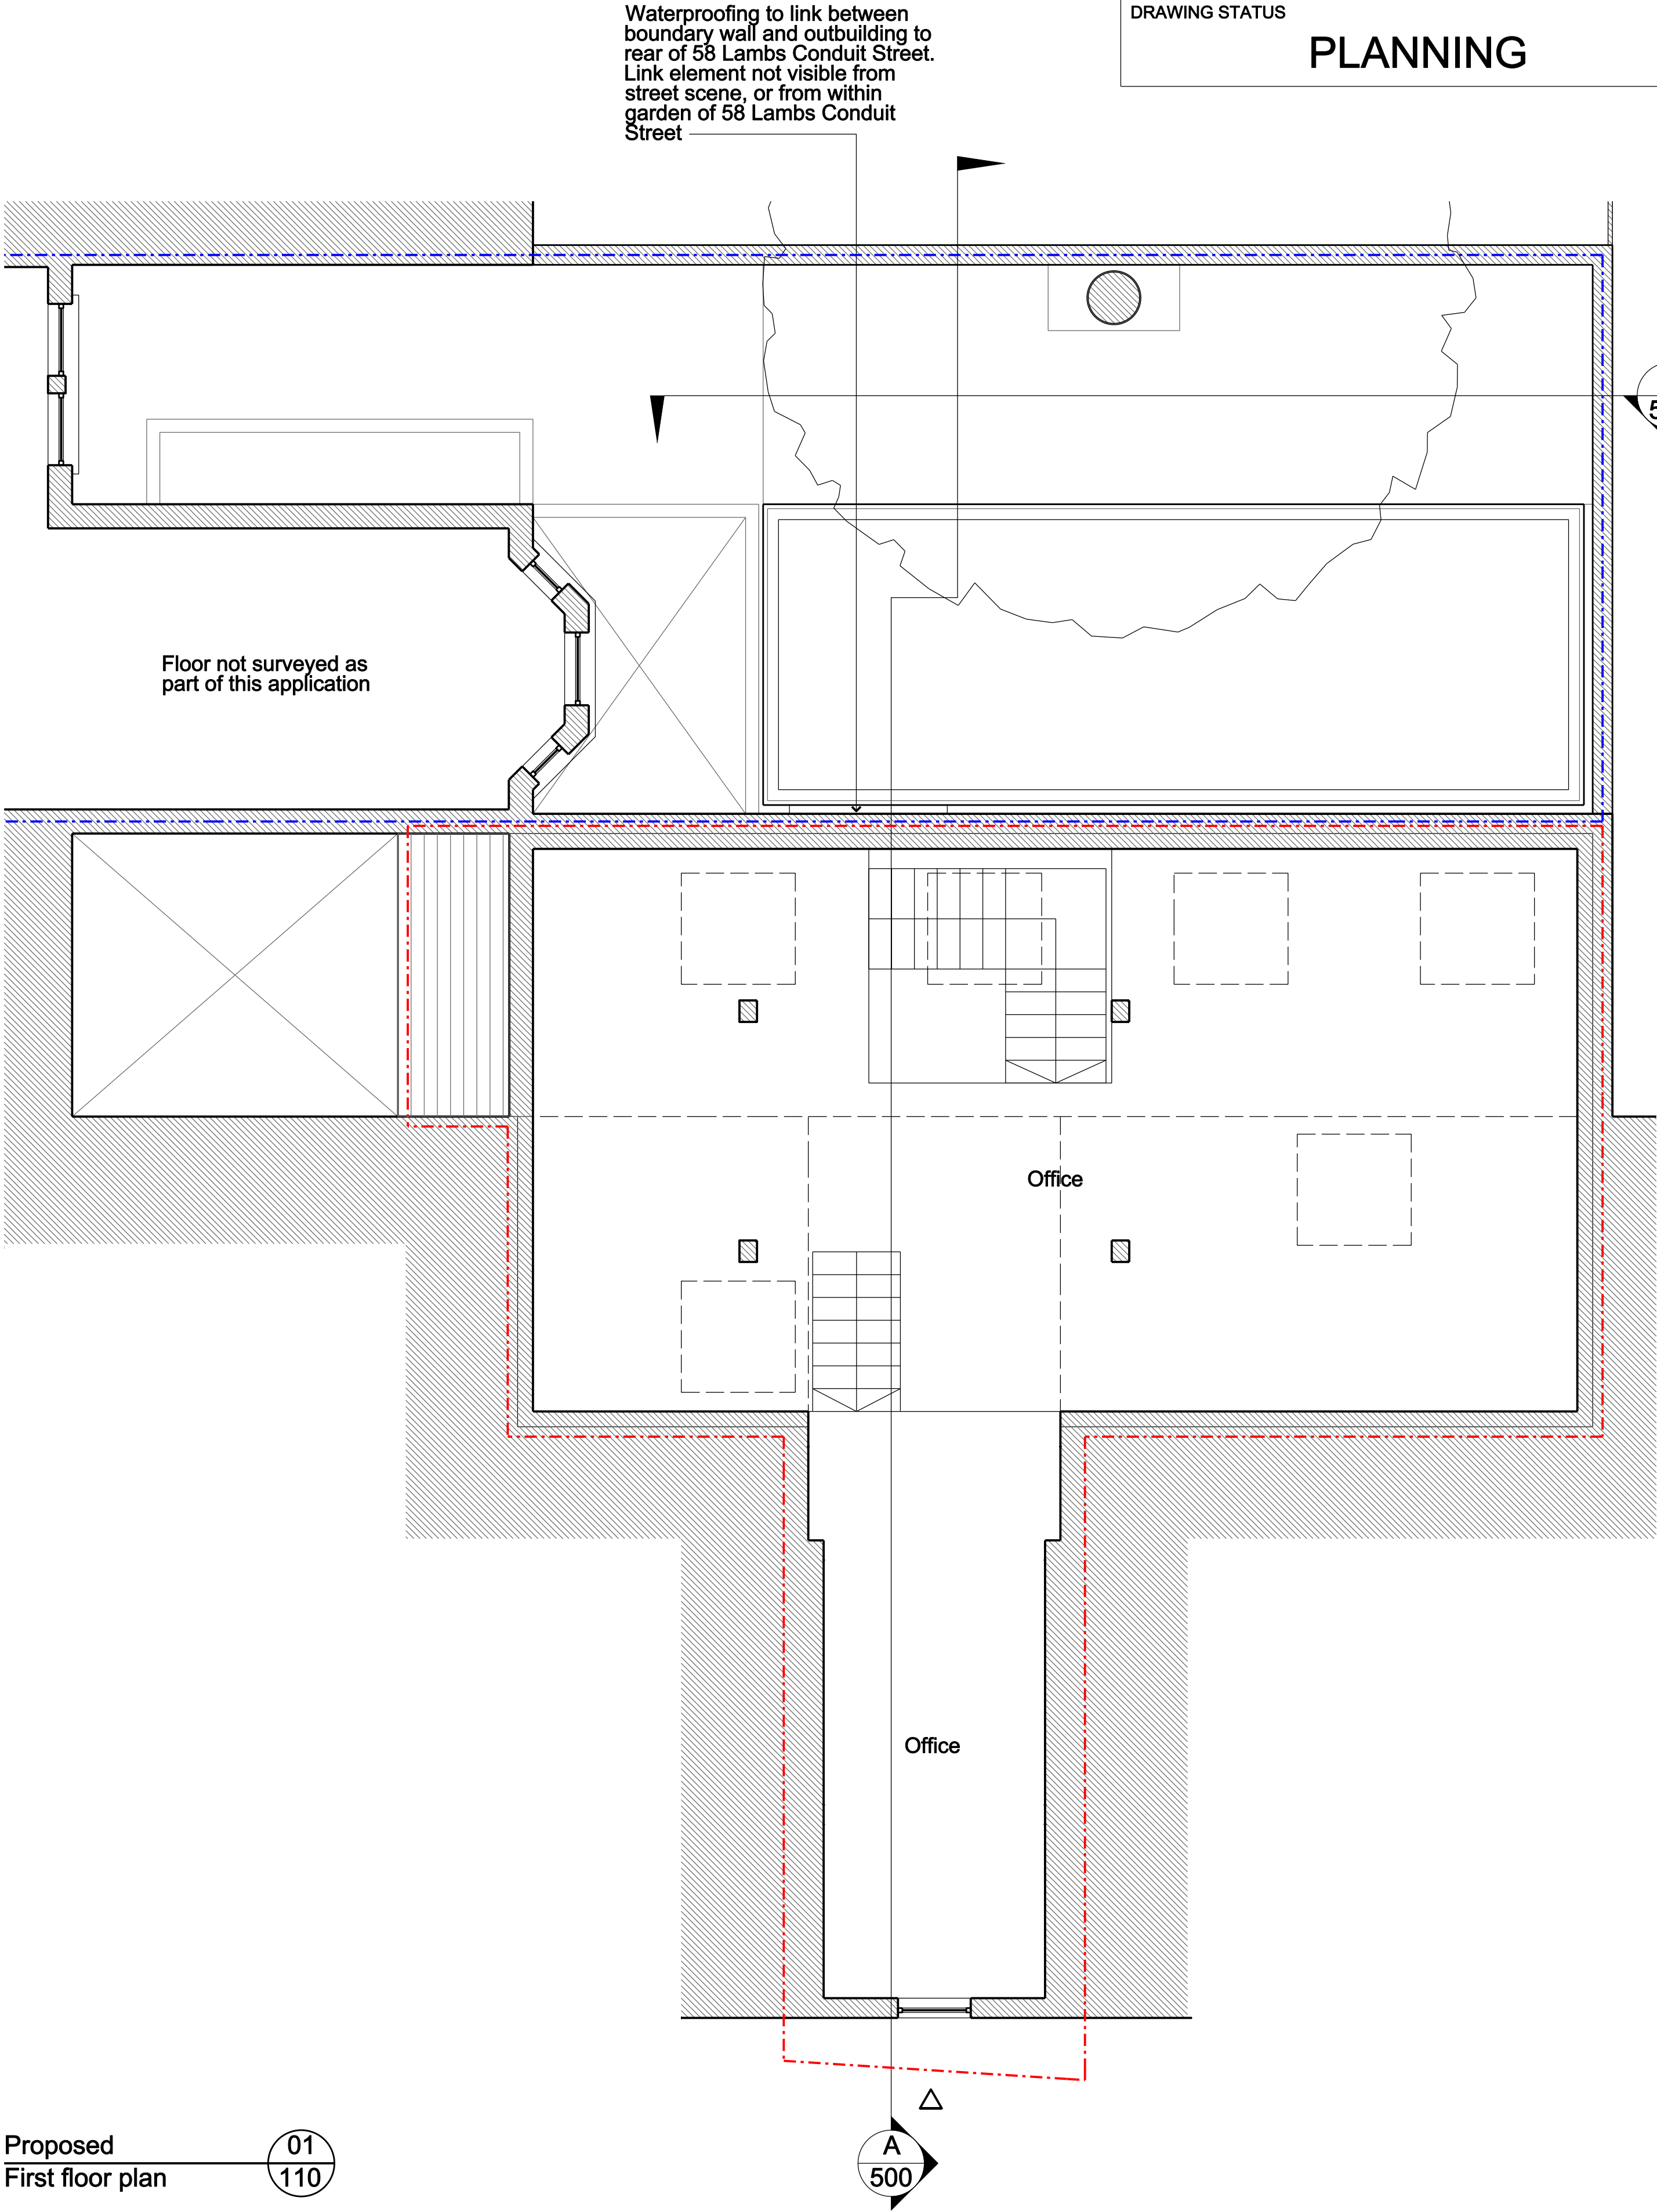 Waterproofing to link between
boundary wall and outbuilding to
rear of 58 Lambs Conduit Street.
Link element not visible from
street scene, or from within
garden of 58 Lambs Conduit
Street
DRAWING STATUS
PLANNING
5
Floor not surveyed as
part of this application
Office
Office
Proposed
First floor plan
01
110
A
500